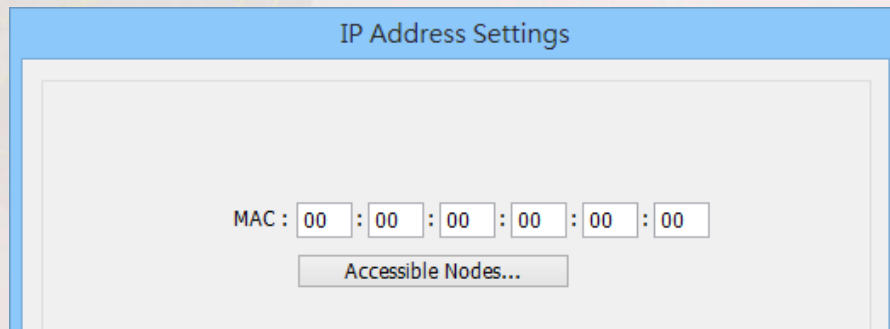 IP Address Settings
MAC : 00 : 00 : 00 : 00 : 00 : 00
Accessible Nodes...